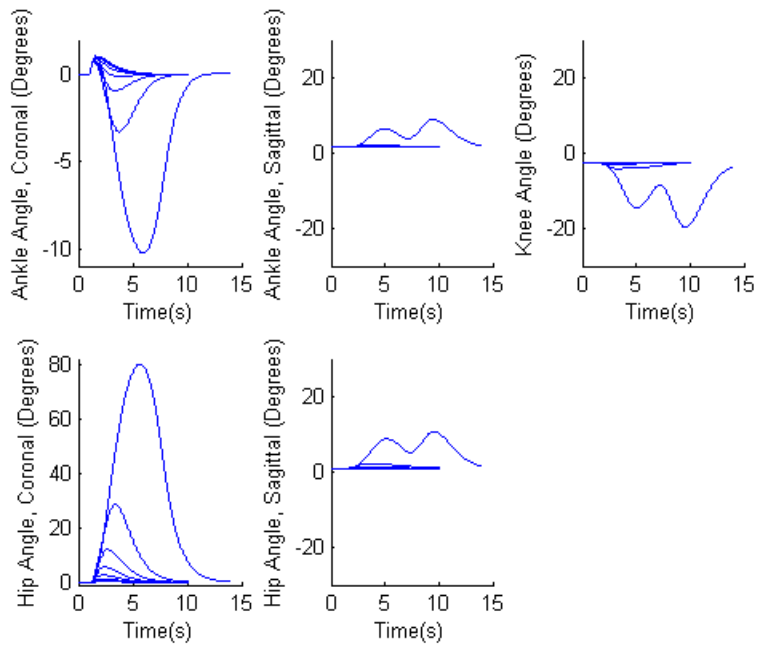 Ankle Angle, Coronal (Degrees)
0
-5
-10
0 5 10 15
Time(s)
Ankle Angle, Sagittal (Degrees)
20
0
-20
0 5 10 15
Time(s)
Knee Angle (Degrees)
20
0
-20
0 5 10 15
Time(s)
Hip Angle, Coronal (Degrees)
80
60
40
20
0
0 5 10 15
Time(s)
Hip Angle, Sagittal (Degrees)
20
0
-20
0 5 10 15
Time(s)